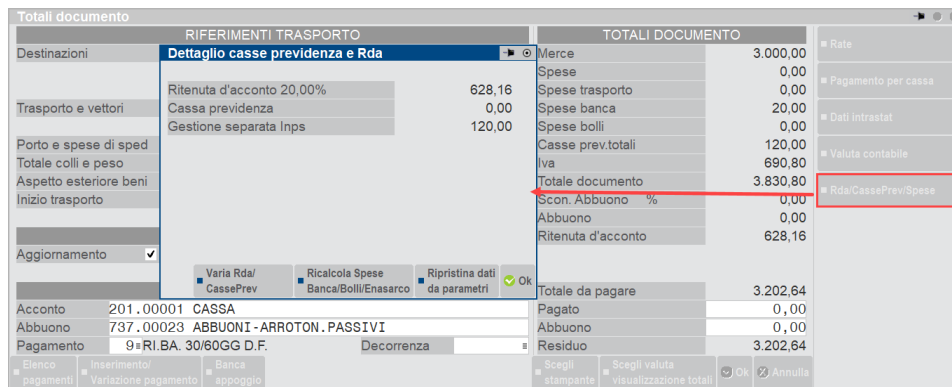 Totali documento
RIFERIMENTI TRASPORTO
TOTALI DOCUMENTO
Destinazioni
Dettaglio casse previdenza e Rda
Merce 3.000,00
Rate
Spese 0,00
Ritenuta d'acconto 20,00% 628,16
Spese trasporto 0,00
Pagamento per cassa
Trasporto e vettori
Cassa previdenza 0,00
Spese banca 20,00
Dati intrastat
Gestione separata Inps 120,00
Spese bolli 0,00
Porto e spese di sped
Casse prev.totali 120,00
Valuta contabile
Totale colli e peso
Iva 690,80
Aspetto esteriore beni
Totale documento 3.830,80
Rda/CassePrev/Spese
Inizio trasporto
Scon. Abbuono % 0,00
Abbuono 0,00
Ritenuta d'acconto 628,16
Aggiornamento
Varia Rda/
CassePrev
Ricalcola Spese
Banca/Bolli/Enasarco
Ripristina dati
da parametri
Ok
Totale da pagare 3.202,64
Acconto 201.00001 CASSA
Pagato 0,00
Abbuono 737.00023 ABBUONI-ARROTON.PASSIVI
Abbuono 0,00
Pagamento 9 RI.BA. 30/60GG D.F. Decorrenza
Residuo 3.202,64
Elenco
pagamenti
Inserimento/
Variazione pagamento
Banca
appoggio
Scegli
stampante
Scegli valuta
visualizzazione totali
Ok
Annulla